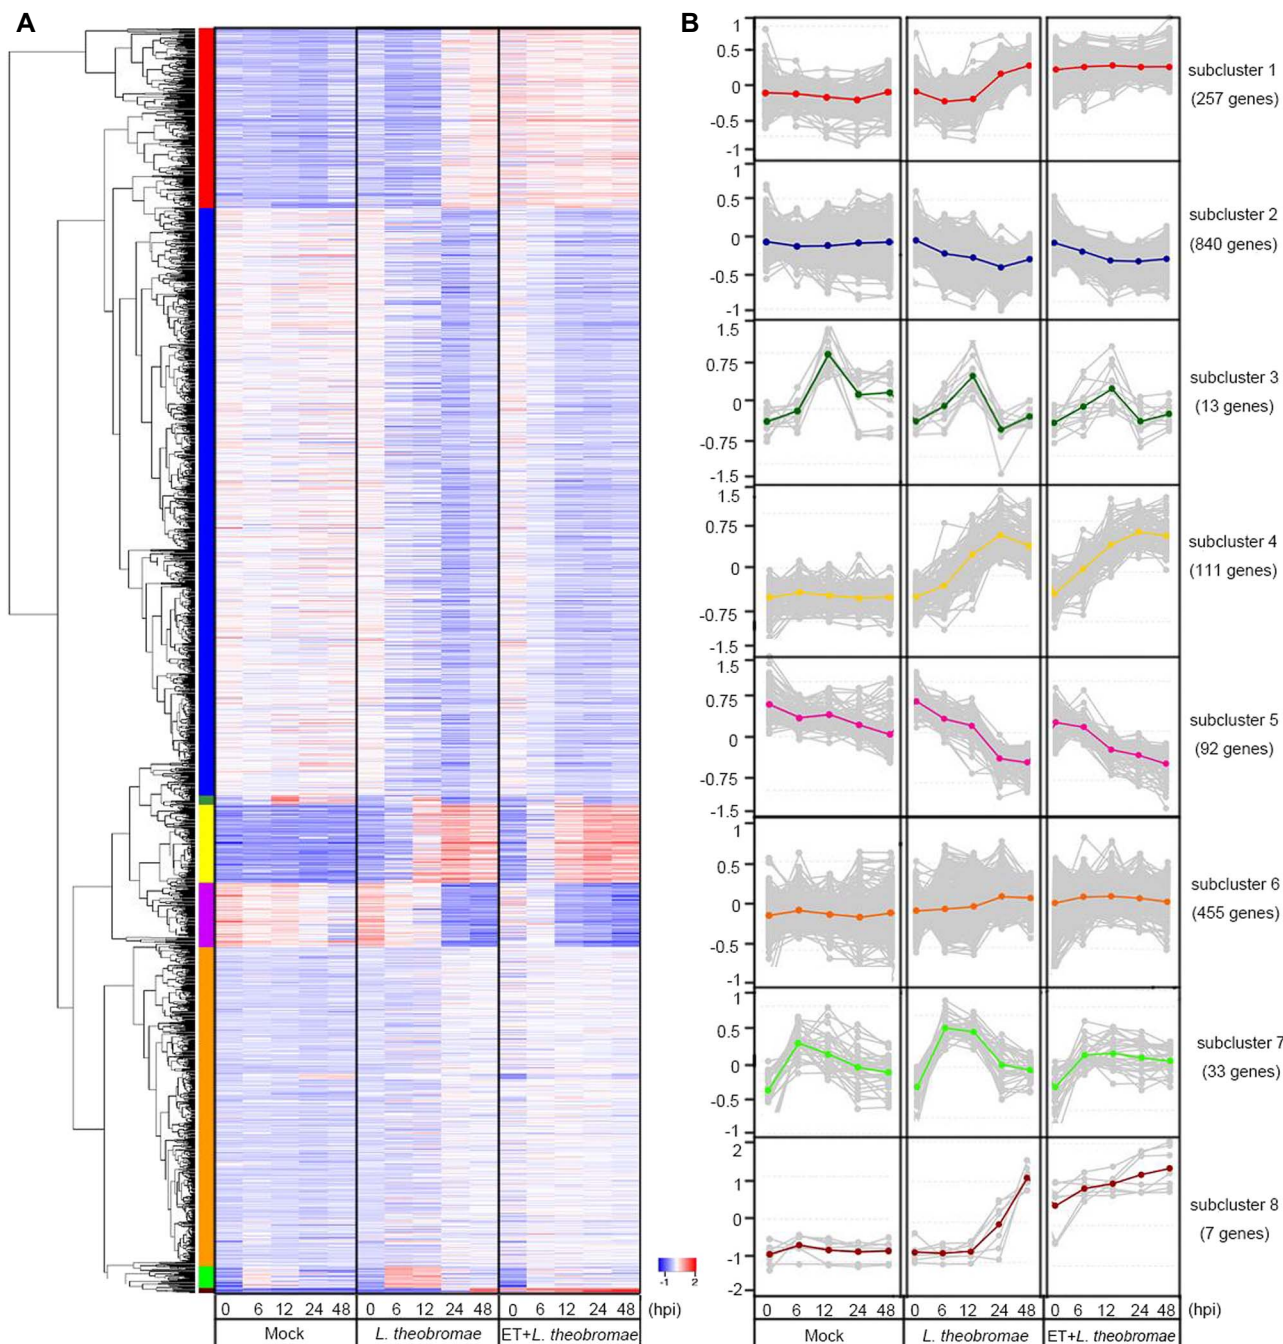 A
B
1
0.5
0
-0.5
-1
subcluster 1
(257 genes)
1
0.5
0
-0.5
-1
subcluster 2
(840 genes)
1.5
0.75
0
-0.75
-1.5
subcluster 3
(13 genes)
1.5
0.75
0
-0.75
-1.5
subcluster 4
(111 genes)
1.5
0.75
0
-0.75
-1.5
subcluster 5
(92 genes)
1
0.5
0
-0.5
-1
subcluster 6
(455 genes)
1
0.5
0
-0.5
-1
subcluster 7
(33 genes)
2
1
0
-1
-2
subcluster 8
(7 genes)
-1 2
0 6 12 24 48 0 6 12 24 48 0 6 12 24 48 (hpi)
Mock L. theobromae ET+L. theobromae
0 6 12 24 48 0 6 12 24 48 0 6 12 24 48 (hpi)
Mock L. theobromae ET+L. theobromae